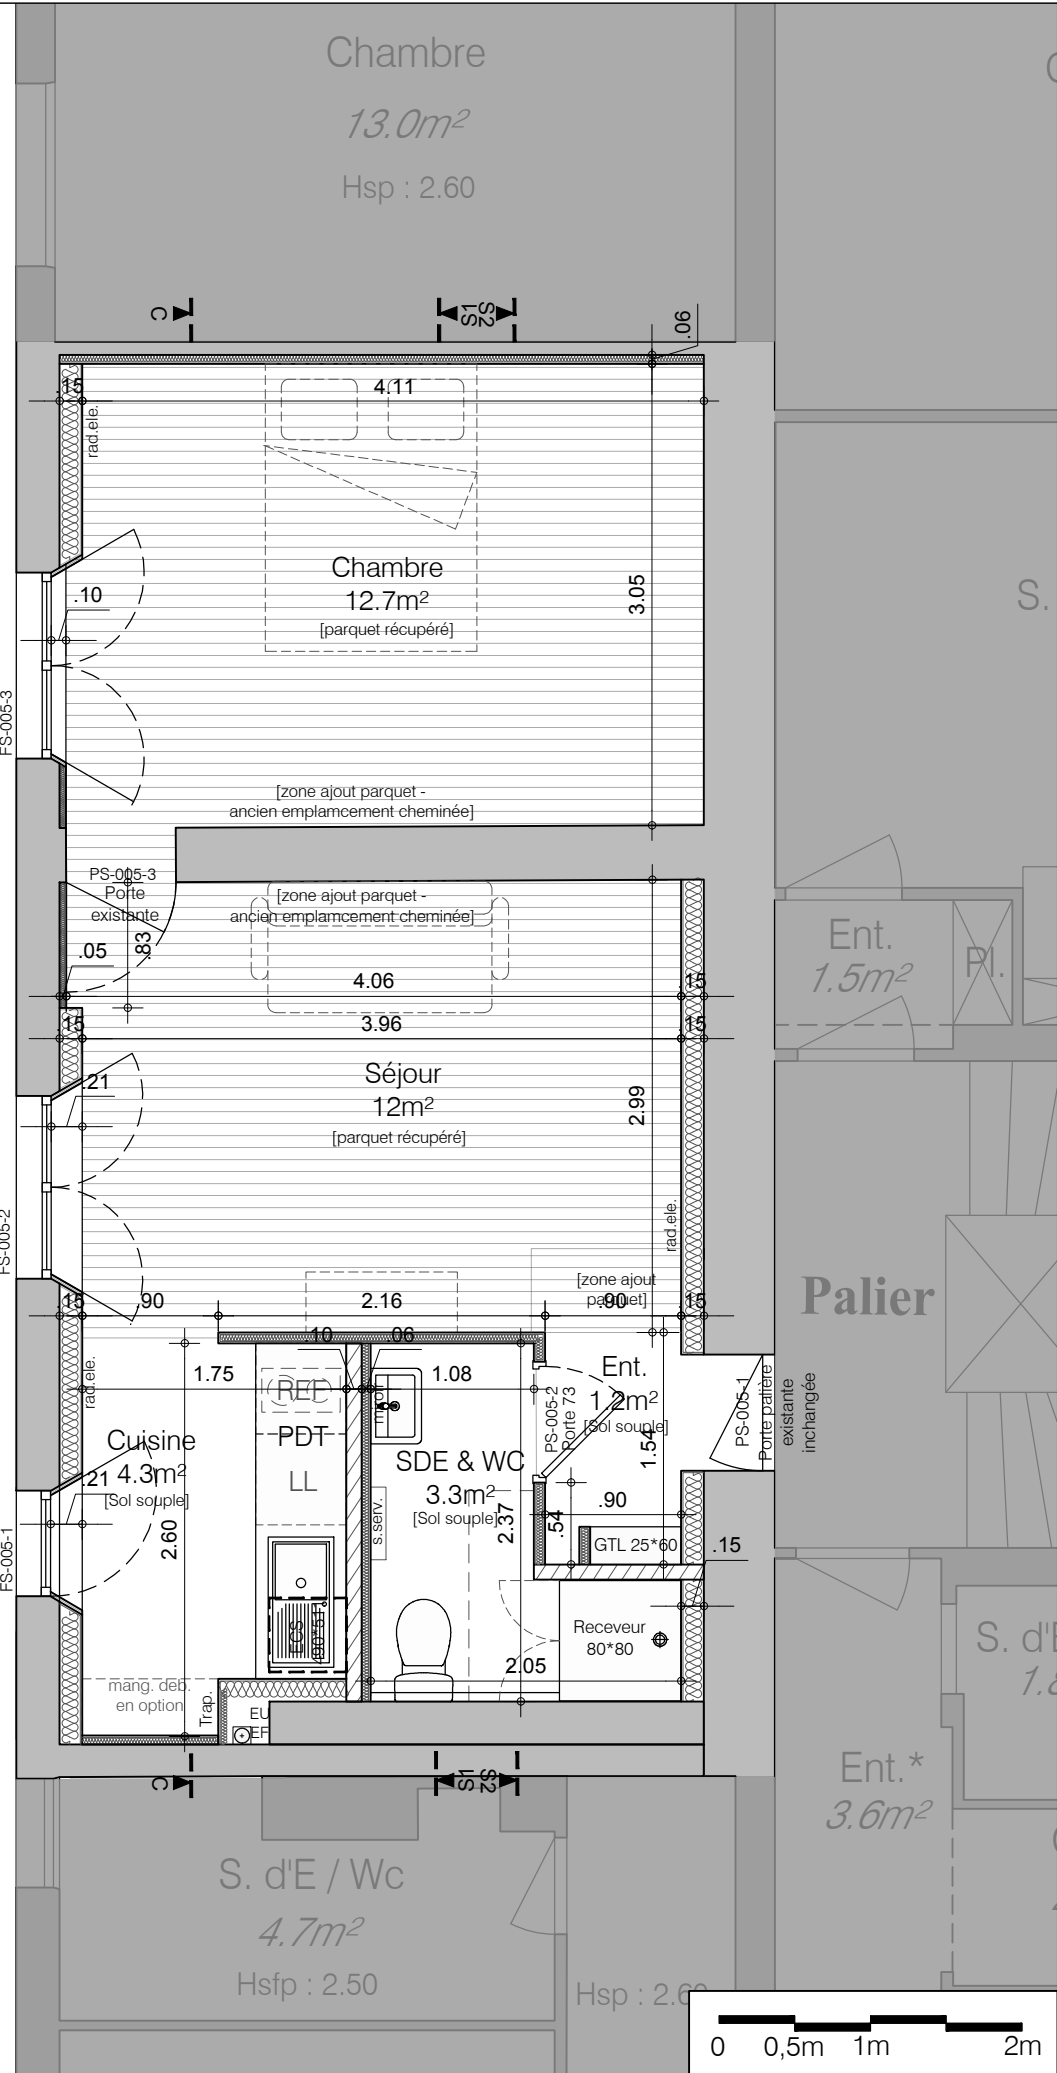 Chambre
13.0m²
Hsp : 2.60
C
S1
S2
.06
.15
4.11
rad.ele.
Chambre
12.7m²
[parquet récupéré]
3.05
.10
FS-005-3
[zone ajout parquet -
ancien emplamcement cheminée]
PS-005-3
Porte
existante
[zone ajout parquet -
ancien emplamcement cheminée]
.83
.05
4.06
.15
.15
3.96
.15
.21
Séjour
12m²
[parquet récupéré]
2.99
FS-005-2
rad.ele.
[zone ajout
parquet]
.15
.90
2.16
.90
.15
.10
.06
1.75
1.08
rad.ele.
REF
PDT
LL
Cuisine
4.3m²
[Sol souple]
.21
2.60
FS-005-1
SDE & WC
3.3m²
[Sol souple]
s.serv.
2.37
PS-005-2
Porte 73
Ent.
1.2m²
[Sol souple]
1.54
.90
.54
GTL 25*60
.15
PS-005-1
Porte palière
existante
inchangée
Receveur
80*80
2.05
ECS
mang. deb.
en option
Trap.
EU
EF
C
S1
S2
S.
Ent.
1.5m²
Pl.
Palier
S. d'E
1.8
Ent.*
3.6m²
S. d'E / Wc
4.7m²
Hsfp : 2.50
Hsp : 2.60
0
0,5m
1m
2m